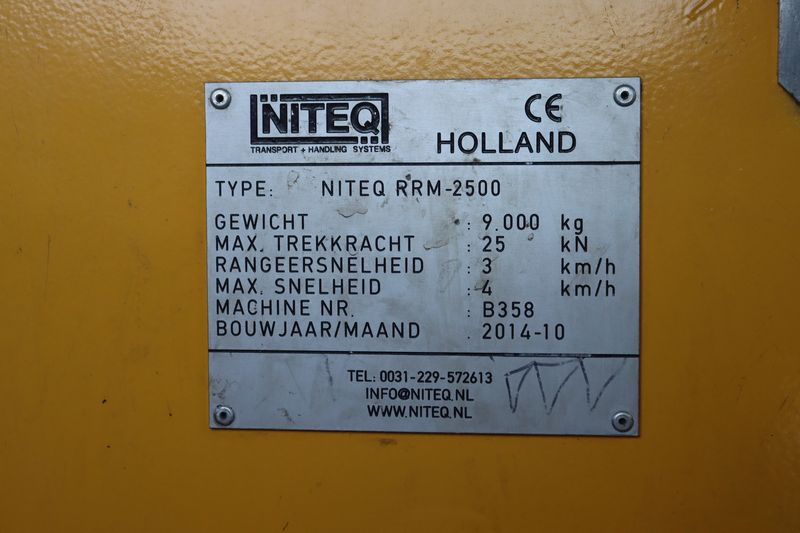 NITEQ
TRANSPORT + HANDLING SYSTEMS
CE
HOLLAND
TYPE: NITEQ RRM-2500
GEWICHT : 9.000 kg
MAX. TREKKRACHT : 25 kN
RANGEERSNELHEID : 3 km/h
MAX. SNELHEID : 4 km/h
MACHINE NR. : B358
BOUWJAAR/MAAND : 2014-10
TEL: 0031-229-572613
INFO@NITEQ.NL
WWW.NITEQ.NL